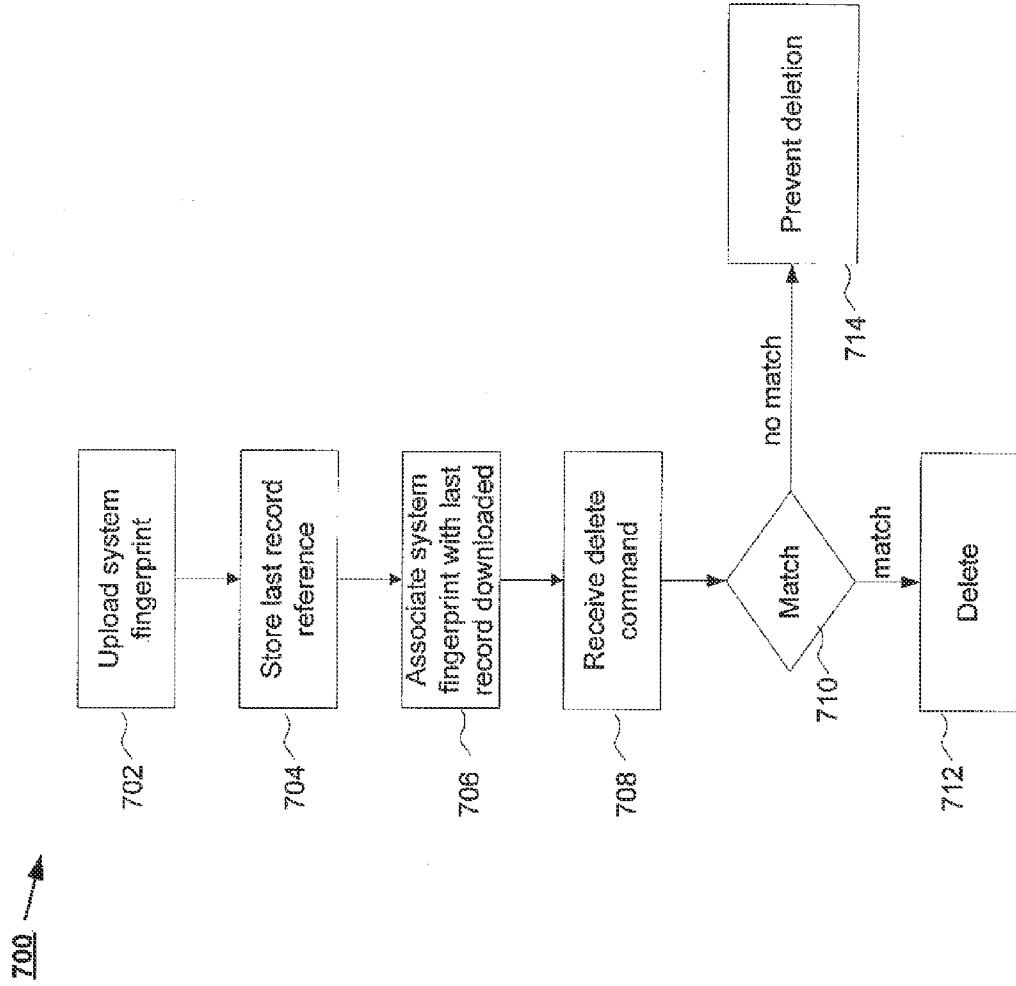 700
702
Upload system
fingerprint
704
Store last record
reference
706
Associate system
fingerprint with last
record downloaded
708
Receive delete
command
710
Match
no match
714
Prevent deletion
match
712
Delete